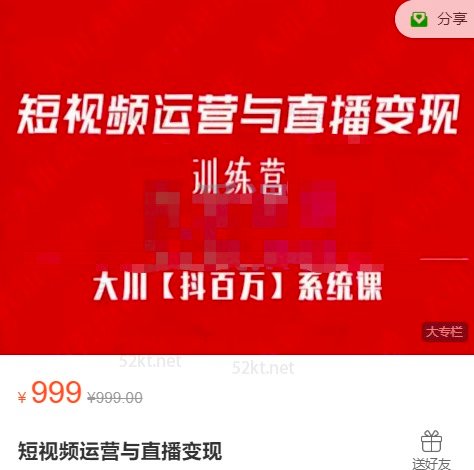 分享
短视频运营与直播变现
训练营
大川【抖百万】系统课
大专栏
52kt.net
52kt.net
¥ 999 ¥999.00
短视频运营与直播变现
送好友